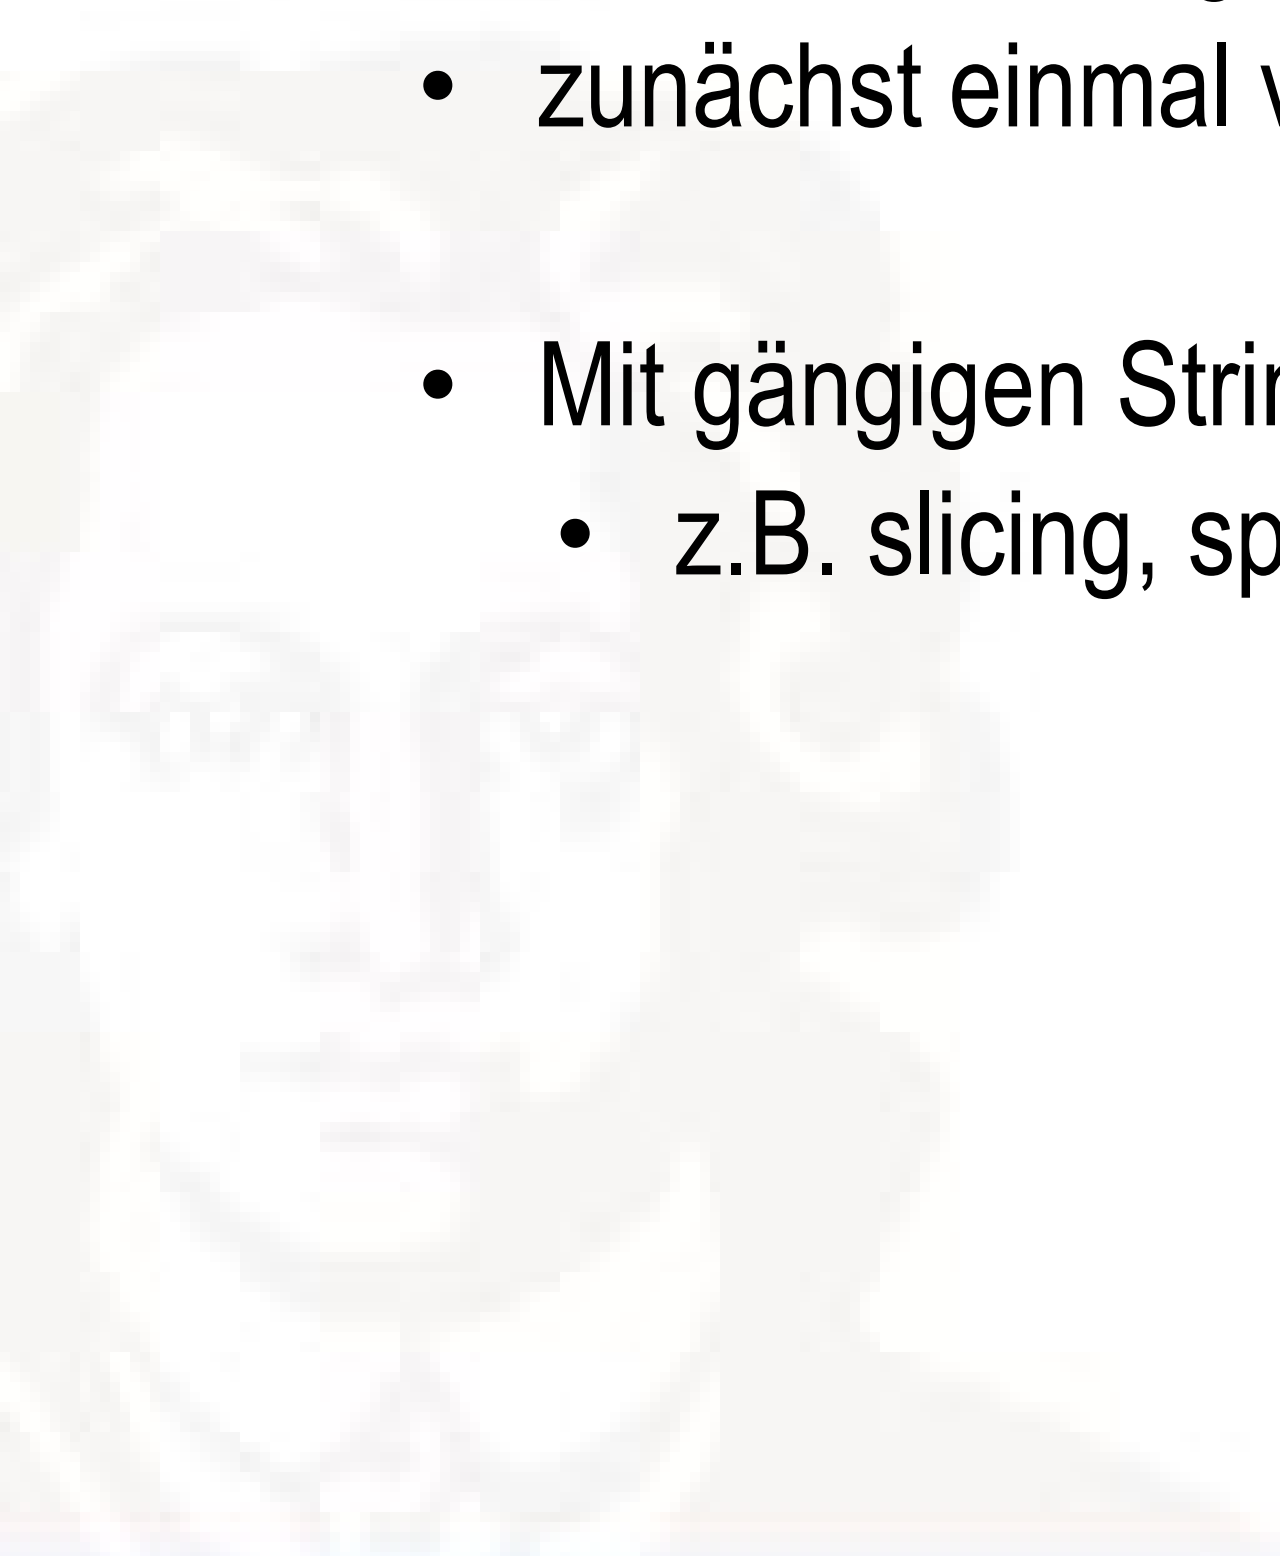 • zunächst einmal
• Mit gängigen
• z.B. slicing,